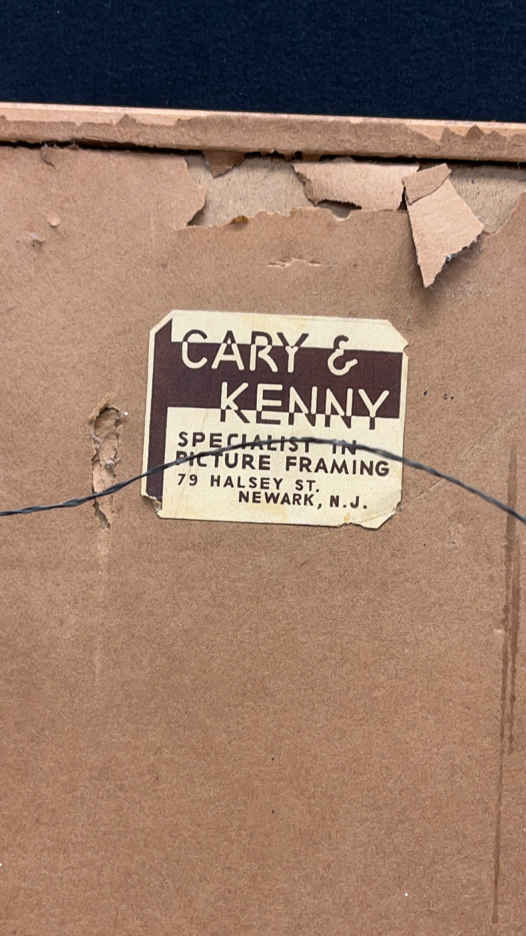 CARY &
KENNY
SPECIALIST IN
PICTURE FRAMING
79 HALSEY ST.
NEWARK, N.J.